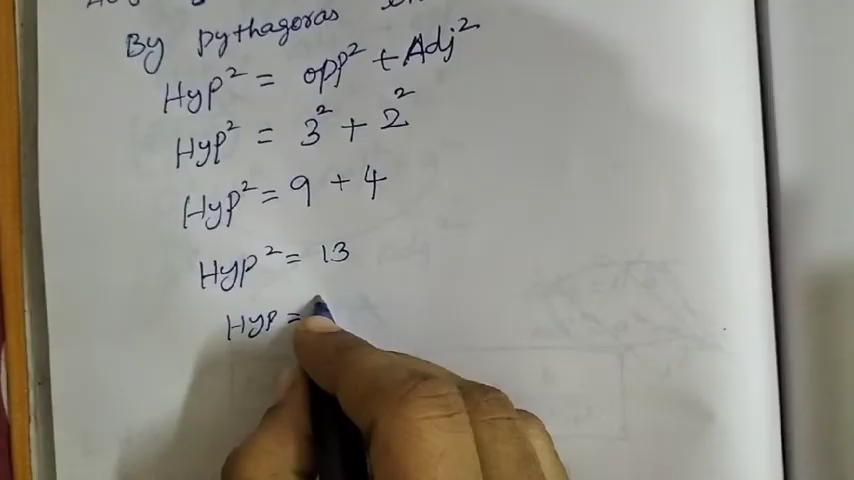 By pythagoras
Hyp² = opp² + Adj²
Hyp² = 3² + 2²
Hyp² = 9 + 4
Hyp² = 13
Hyp =